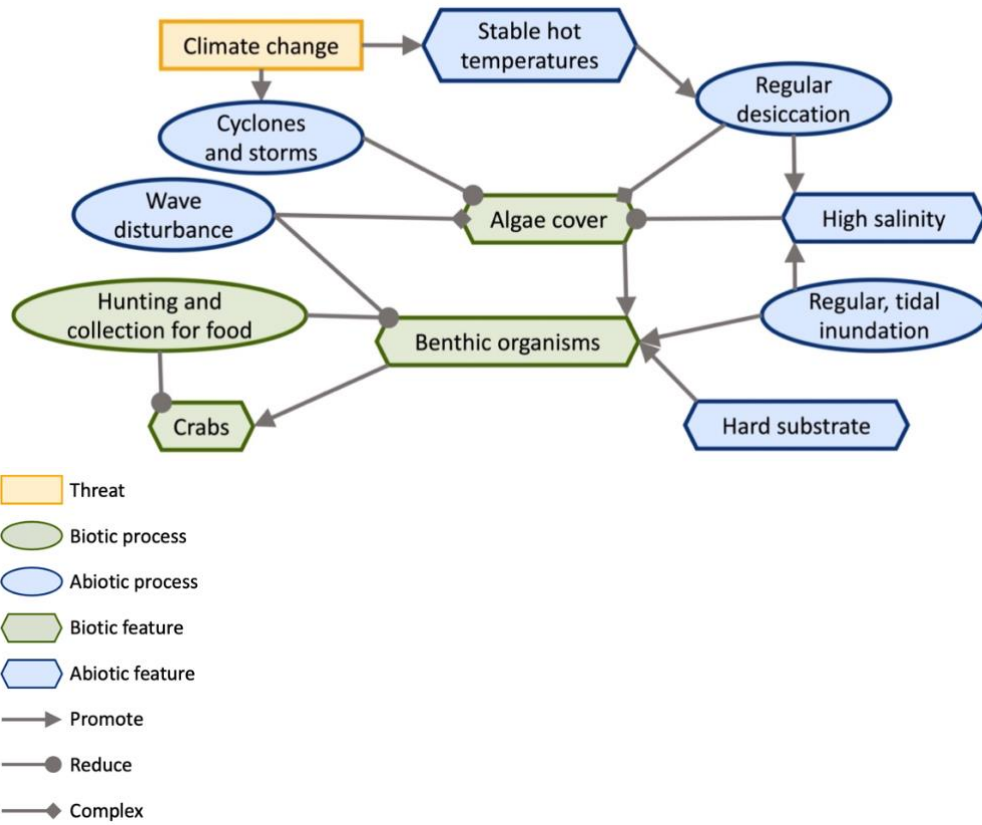 Climate change
Stable hot
temperatures
Regular
desiccation
Cyclones
and storms
Wave
disturbance
Algae cover
High salinity
Hunting and
collection for food
Benthic organisms
Regular, tidal
inundation
Crabs
Hard substrate
Threat
Biotic process
Abiotic process
Biotic feature
Abiotic feature
Promote
Reduce
Complex